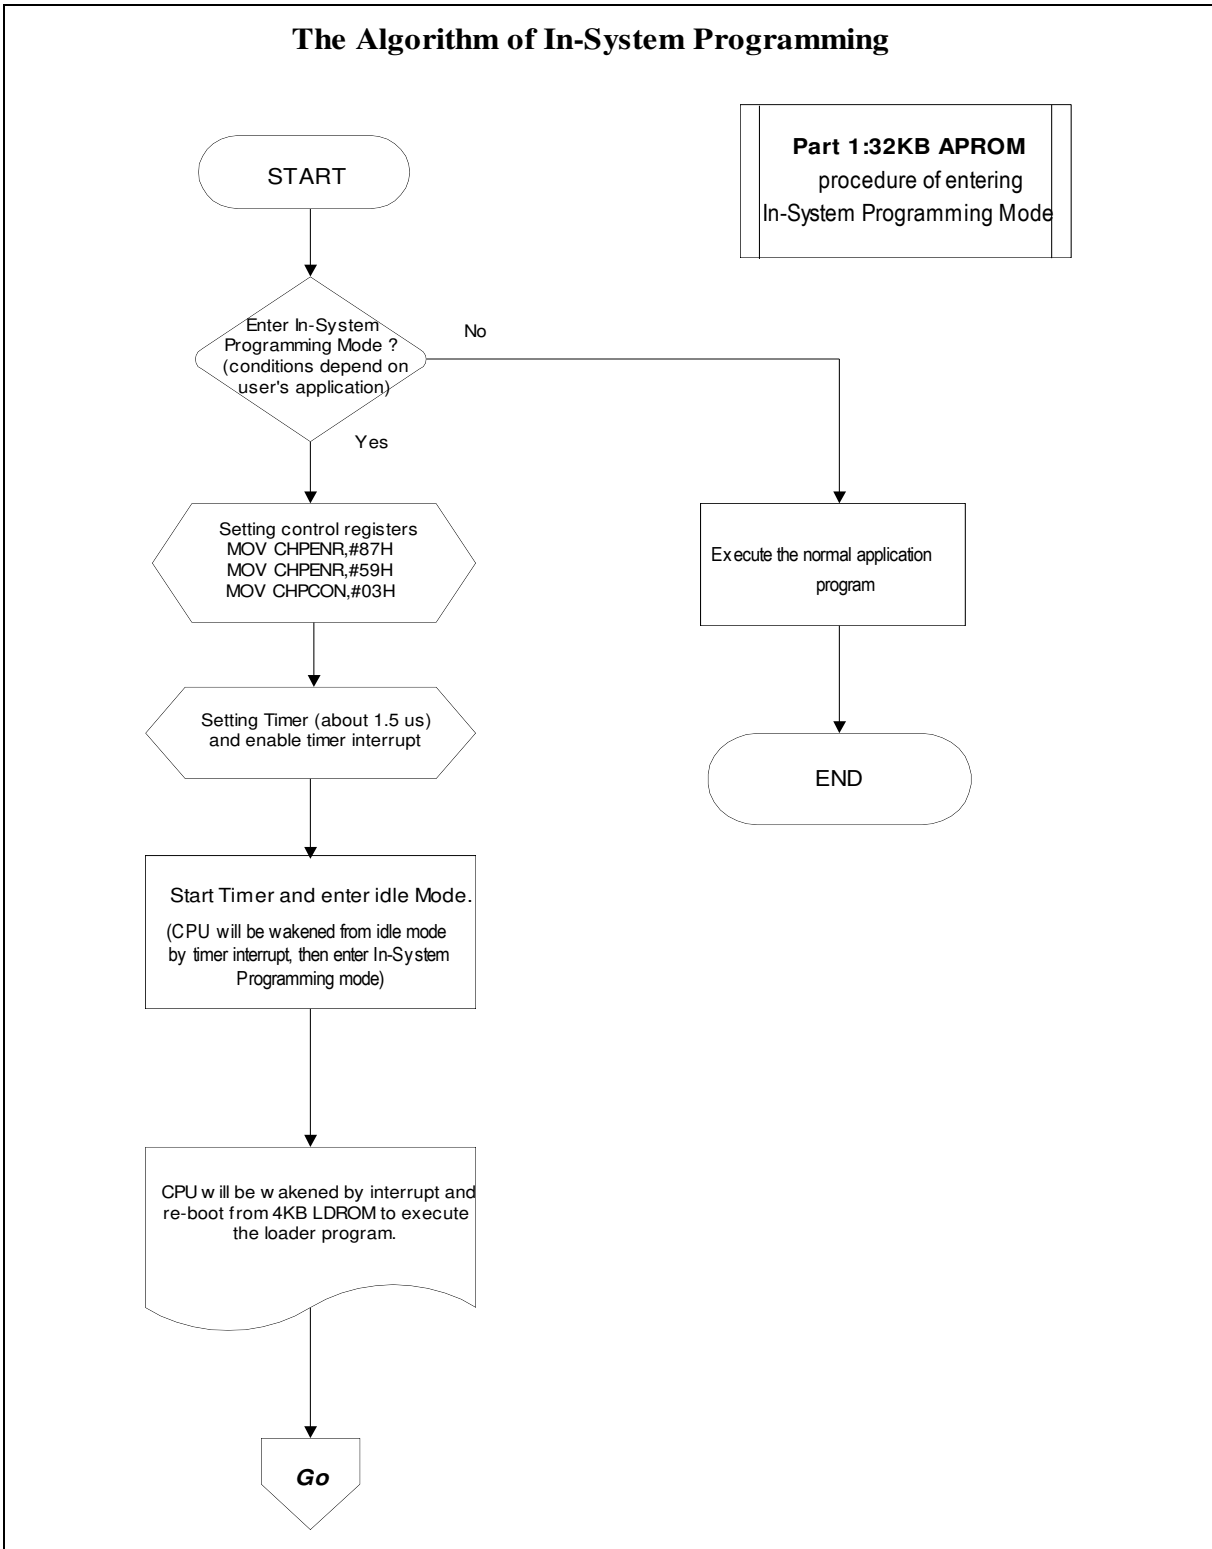 The Algorithm of In-System Programming
Part 1:32KB APROM
procedure of entering
In-System Programming Mode
START
Enter In-System
Programming Mode ?
(conditions depend on
user's application)
No
Yes
Setting control registers
MOV CHPENR,#87H
MOV CHPENR,#59H
MOV CHPCON,#03H
Execute the normal application
program
Setting Timer (about 1.5 us)
and enable timer interrupt
END
Start Timer and enter idle Mode.
(CPU will be wakened from idle mode
by timer interrupt, then enter In-System
Programming mode)
CPU will be wakened by interrupt and
re-boot from 4KB LDROM to execute
the loader program.
Go